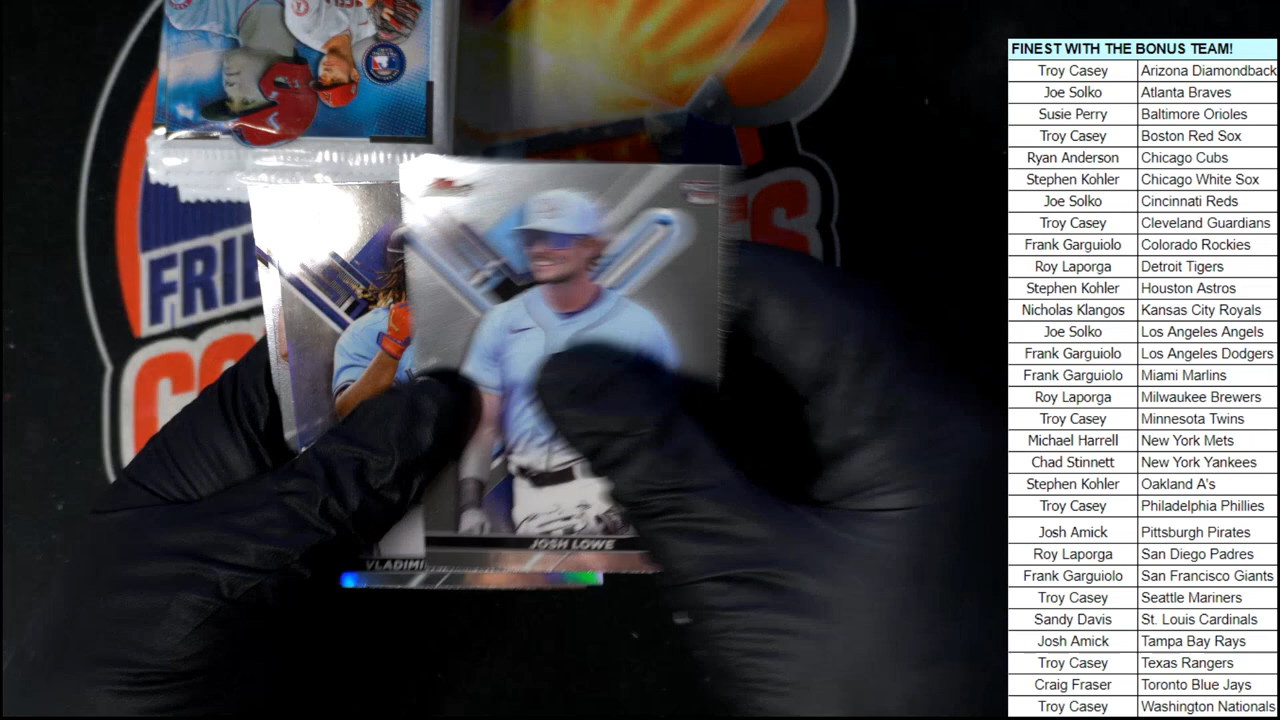 FINEST WITH THE BONUS TEAM!
Troy Casey Arizona Diamondback
Joe Solko Atlanta Braves
Susie Perry Baltimore Orioles
Troy Casey Boston Red Sox
Ryan Anderson Chicago Cubs
Stephen Kohler Chicago White Sox
Joe Solko Cincinnati Reds
Troy Casey Cleveland Guardians
Frank Garguiolo Colorado Rockies
Roy Laporga Detroit Tigers
Stephen Kohler Houston Astros
Nicholas Klangos Kansas City Royals
Joe Solko Los Angeles Angels
Frank Garguiolo Los Angeles Dodgers
Frank Garguiolo Miami Marlins
Roy Laporga Milwaukee Brewers
Troy Casey Minnesota Twins
Michael Harrell New York Mets
Chad Stinnett New York Yankees
Stephen Kohler Oakland A's
Troy Casey Philadelphia Phillies
Josh Amick Pittsburgh Pirates
Roy Laporga San Diego Padres
Frank Garguiolo San Francisco Giants
Troy Casey Seattle Mariners
Sandy Davis St. Louis Cardinals
Josh Amick Tampa Bay Rays
Troy Casey Texas Rangers
Craig Fraser Toronto Blue Jays
Troy Casey Washington Nationals
FRIE
CO
JOSH LOWE
VLADIMI